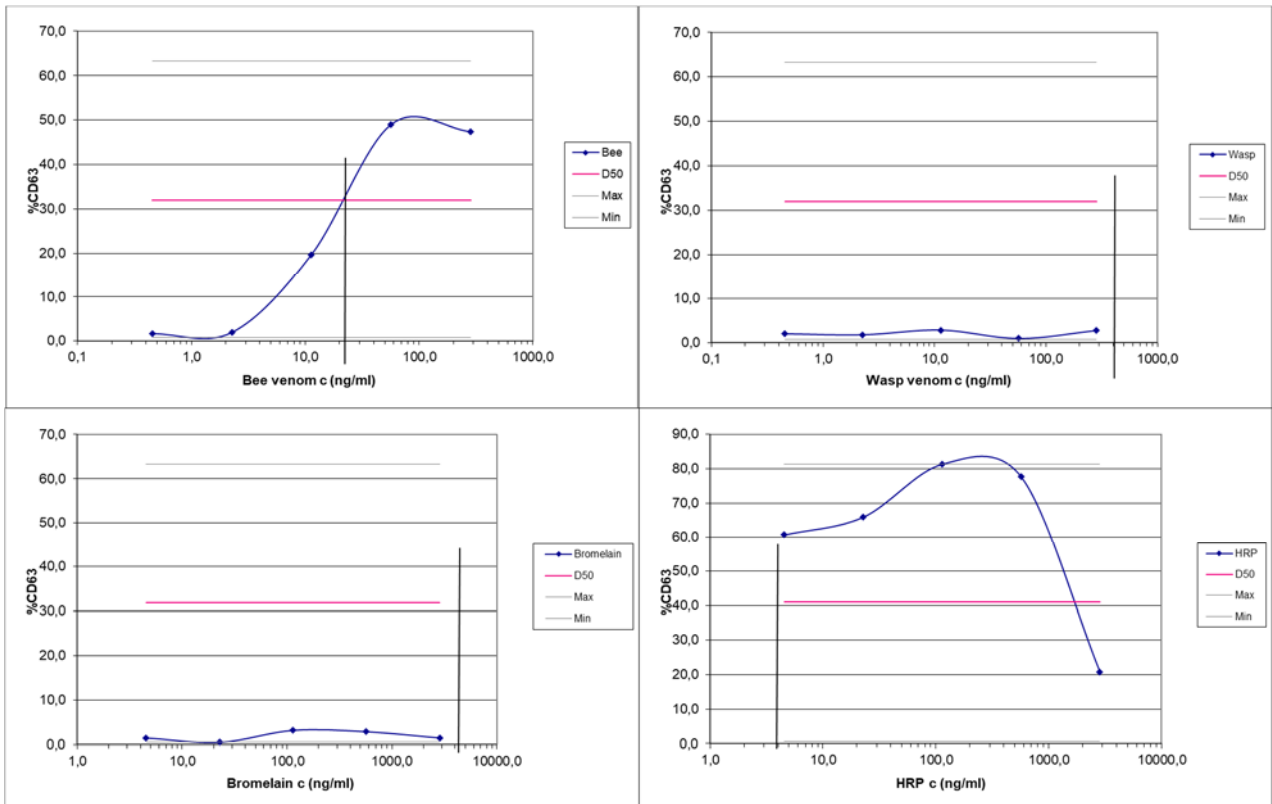 70,0
60,0
50,0
40,0
30,0
20,0
10,0
0,0
%CD63
0,1 1,0 10,0 100,0 1000,0
Bee venom c (ng/ml)
Bee
D50
Max
Min
70,0
60,0
50,0
40,0
30,0
20,0
10,0
0,0
%CD63
0,1 1,0 10,0 100,0 1000,0
Wasp venom c (ng/ml)
Wasp
D50
Max
Min
70,0
60,0
50,0
40,0
30,0
20,0
10,0
0,0
%CD63
1,0 10,0 100,0 1000,0 10000,0
Bromelain c (ng/ml)
Bromelain
D50
Max
Min
90,0
80,0
70,0
60,0
50,0
40,0
30,0
20,0
10,0
0,0
%CD63
1,0 10,0 100,0 1000,0 10000,0
HRP c (ng/ml)
HRP
D50
Max
Min